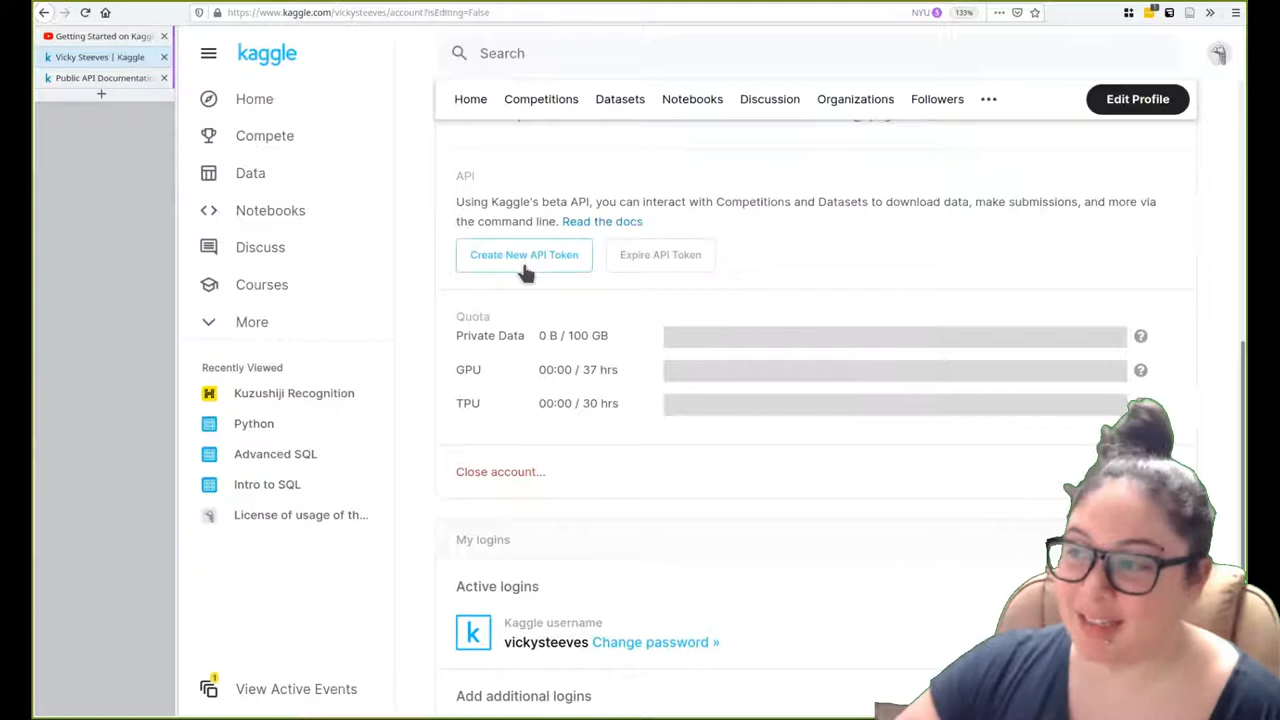 https://www.kaggle.com/vickysteeves/account?isEditing=False
NYU
133%
Getting Started on Kaggl
Vicky Steeves | Kaggle
Public API Documentatio
kaggle
Search
Home
Compete
Data
Notebooks
Discuss
Courses
More
Recently Viewed
Kuzushiji Recognition
Python
Advanced SQL
Intro to SQL
License of usage of th...
1
View Active Events
Home Competitions Datasets Notebooks Discussion Organizations Followers ••• Edit Profile
API
Using Kaggle's beta API, you can interact with Competitions and Datasets to download data, make submissions, and more via
the command line. Read the docs
Create New API Token Expire API Token
Quota
Private Data 0 B / 100 GB ?
GPU 00:00 / 37 hrs ?
TPU 00:00 / 30 hrs
Close account...
My logins
Active logins
k
Kaggle username
vickysteeves Change password »
Add additional logins